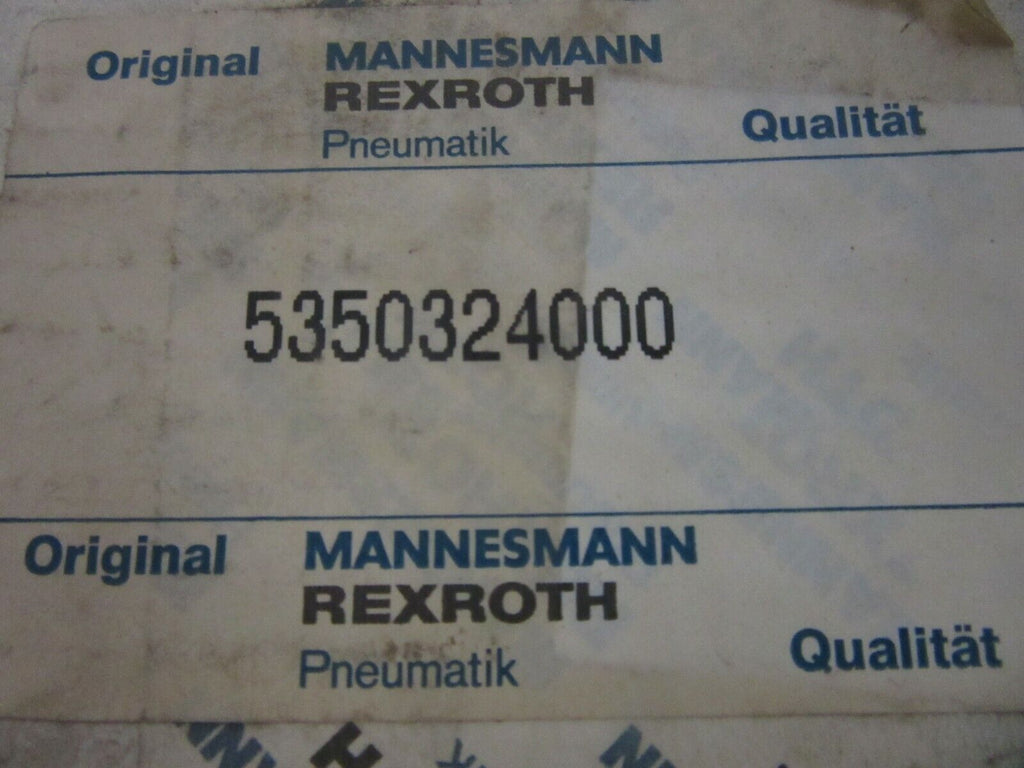 Original MANNESMANN
REXROTH
Pneumatik Qualität
5350324000
Original MANNESMANN
REXROTH
Pneumatik Qualität